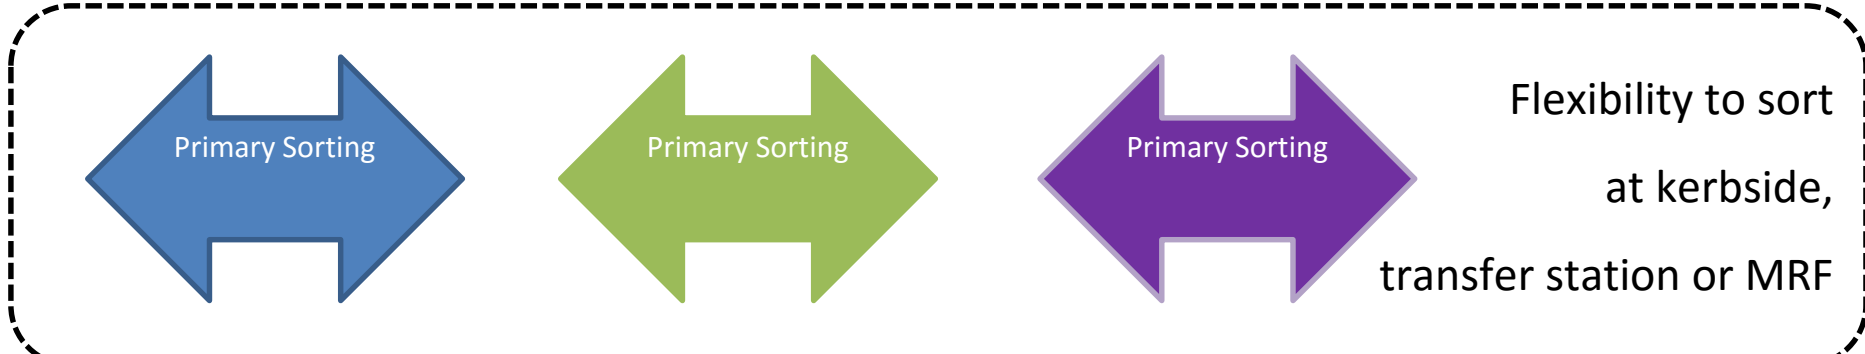 Primary Sorting
Primary Sorting
Primary Sorting
Flexibility to sort
at kerbside,
transfer station or MRF